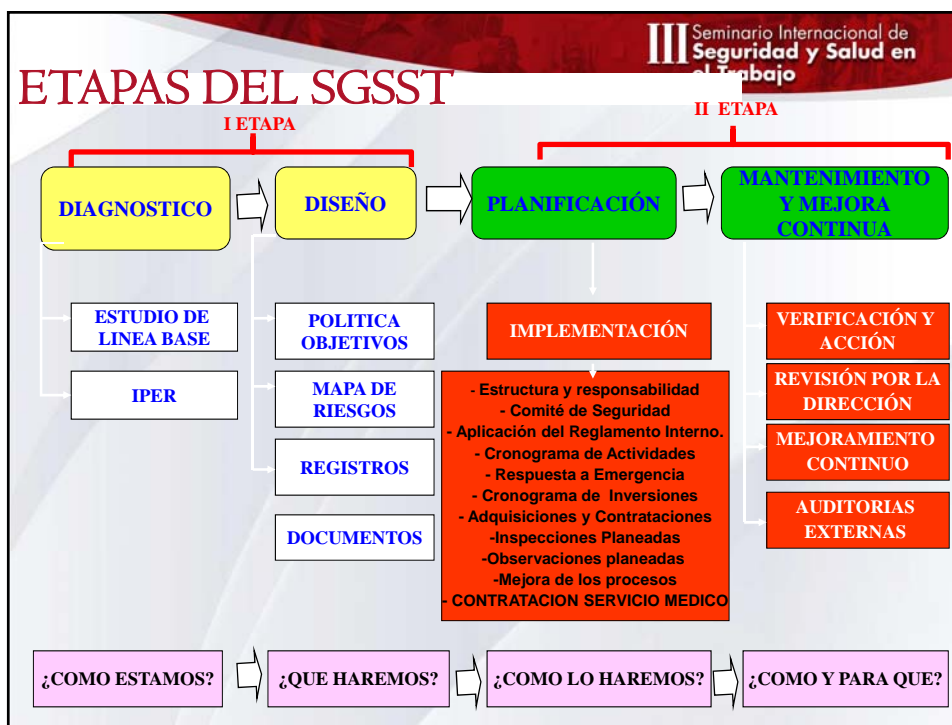 III Seminario Internacional de
Seguridad y Salud en
el Trabajo
ETAPAS DEL SGSST
I ETAPA
II ETAPA
DIAGNOSTICO
DISEÑO
PLANIFICACIÓN
MANTENIMIENTO
Y MEJORA
CONTINUA
ESTUDIO DE
LINEA BASE
IPER
POLITICA
OBJETIVOS
MAPA DE
RIESGOS
REGISTROS
DOCUMENTOS
IMPLEMENTACIÓN
- Estructura y responsabilidad
- Comité de Seguridad
- Aplicación del Reglamento Interno.
- Cronograma de Actividades
- Respuesta a Emergencia
- Cronograma de Inversiones
- Adquisiciones y Contrataciones
-Inspecciones Planeadas
-Observaciones planeadas
-Mejora de los procesos
- CONTRATACION SERVICIO MEDICO
VERIFICACIÓN Y
ACCIÓN
REVISIÓN POR LA
DIRECCIÓN
MEJORAMIENTO
CONTINUO
AUDITORIAS
EXTERNAS
¿COMO ESTAMOS?
¿QUE HAREMOS?
¿COMO LO HAREMOS?
¿COMO Y PARA QUE?